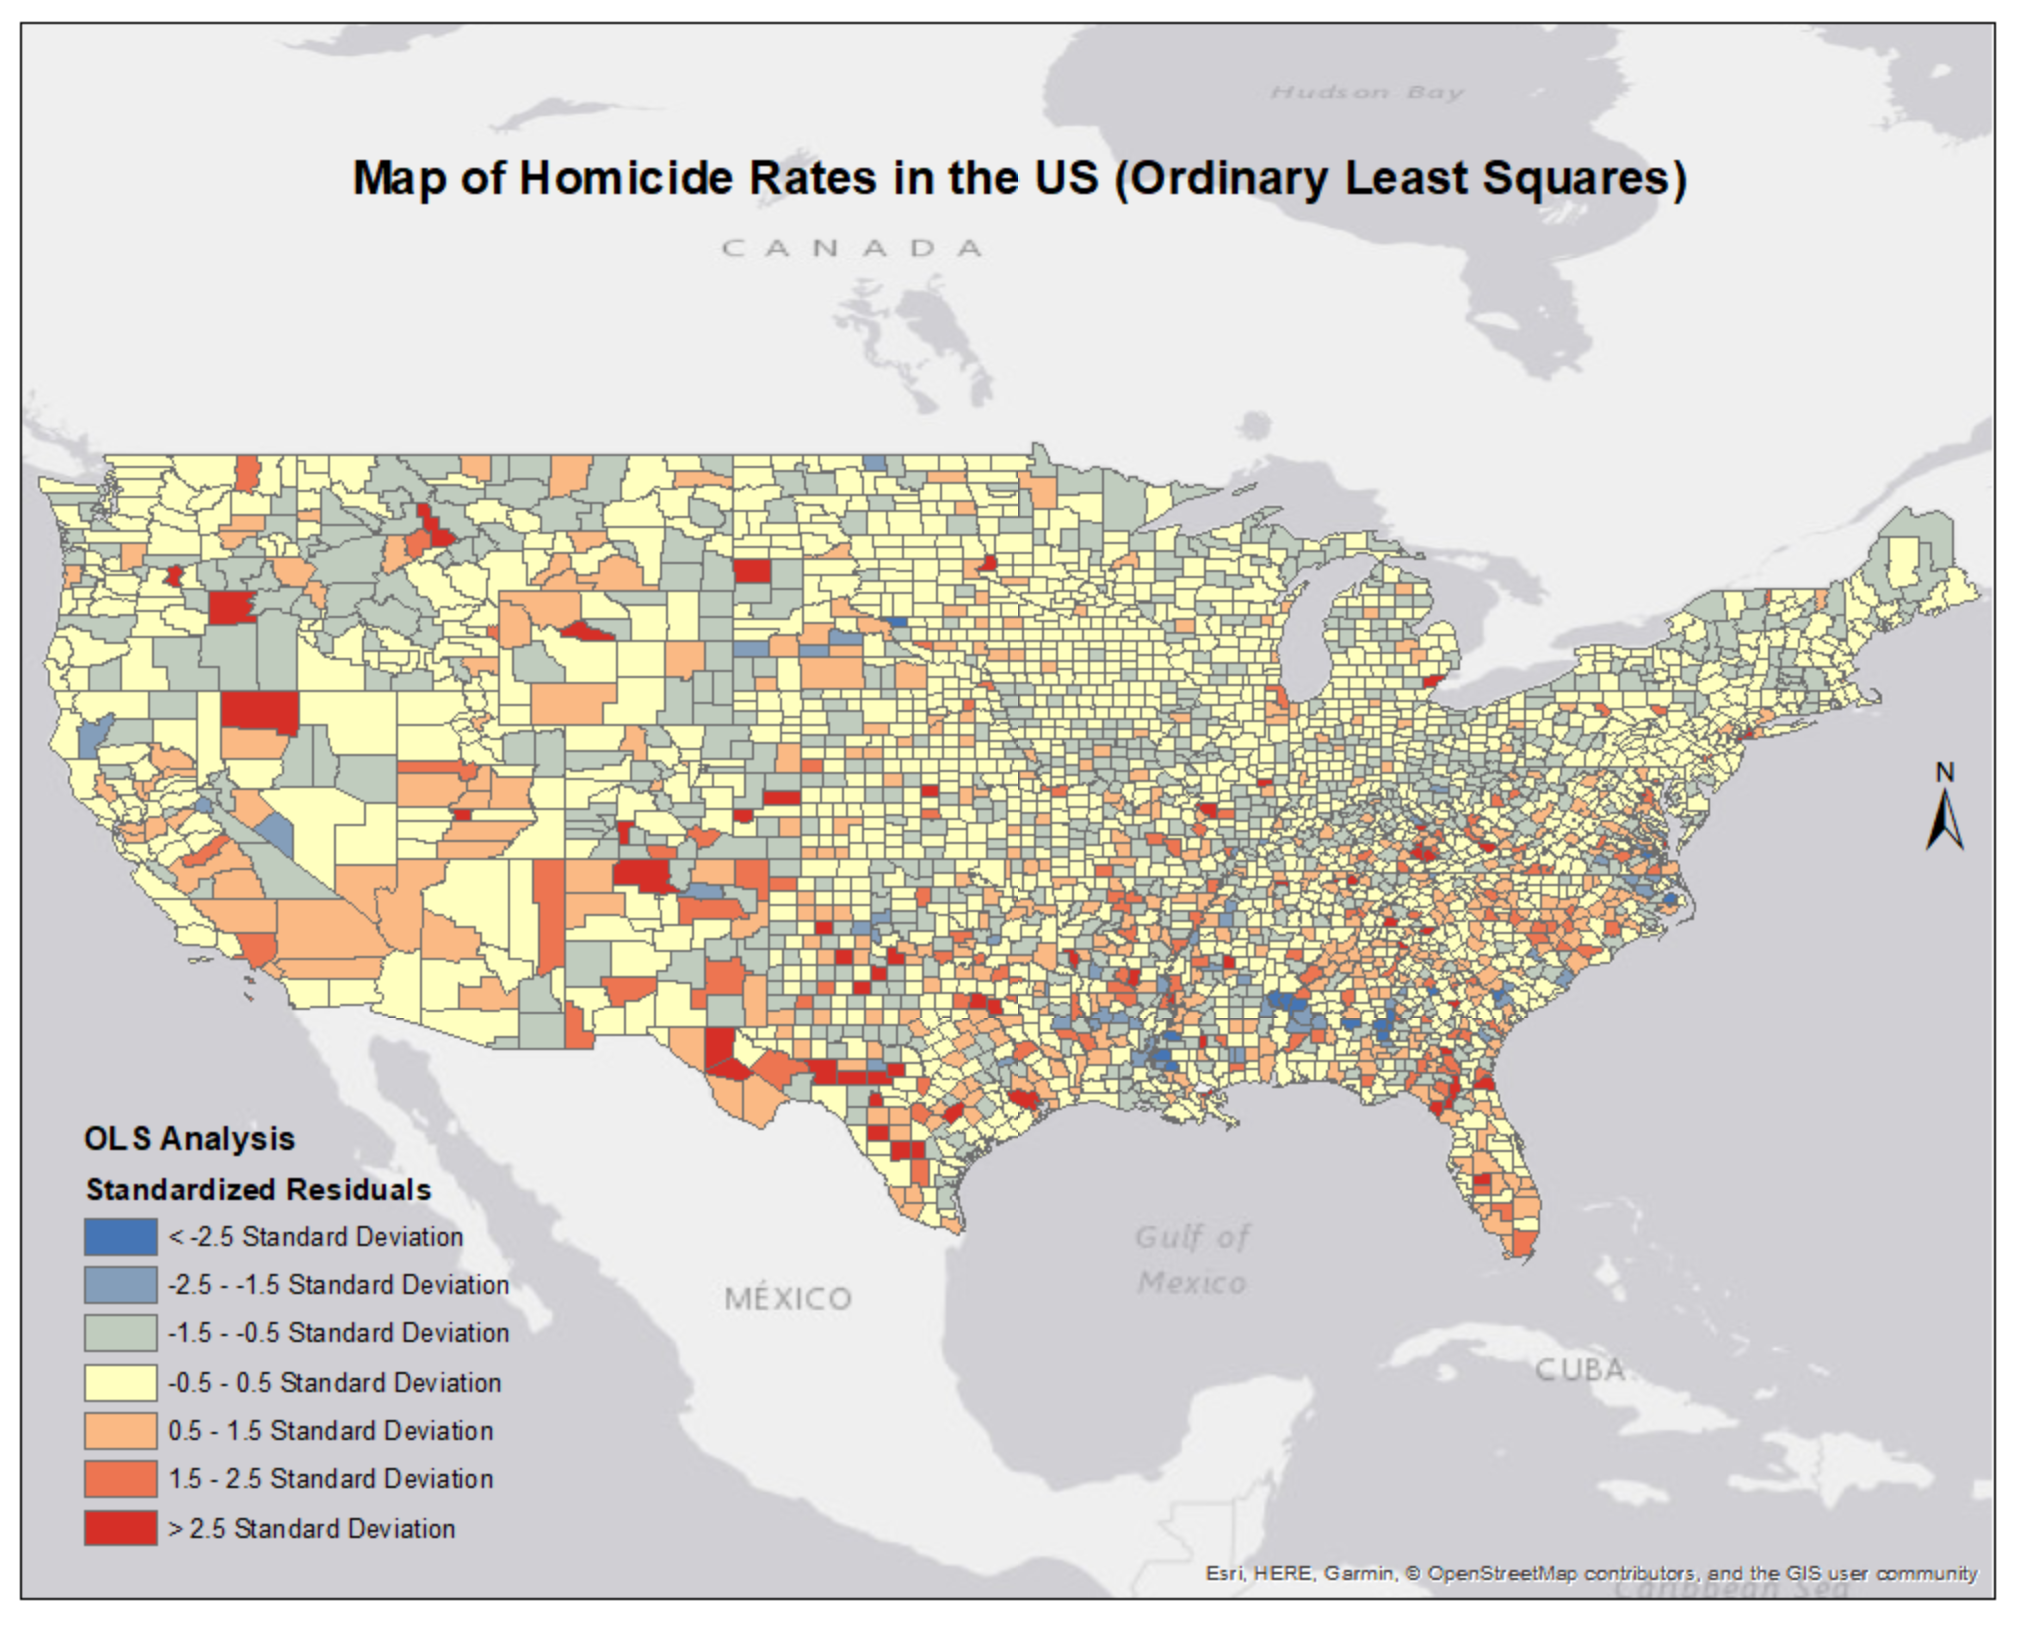 Hudson Bay
Map of Homicide Rates in the US (Ordinary Least Squares)
CANADA
N
OLS Analysis
Standardized Residuals
< -2.5 Standard Deviation
-2.5 - -1.5 Standard Deviation
-1.5 - -0.5 Standard Deviation
-0.5 - 0.5 Standard Deviation
0.5 - 1.5 Standard Deviation
1.5 - 2.5 Standard Deviation
> 2.5 Standard Deviation
Gulf of
Mexico
MÉXICO
CUBA
Esri, HERE, Garmin, © OpenStreetMap contributors, and the GIS user community
Caribbean Sea